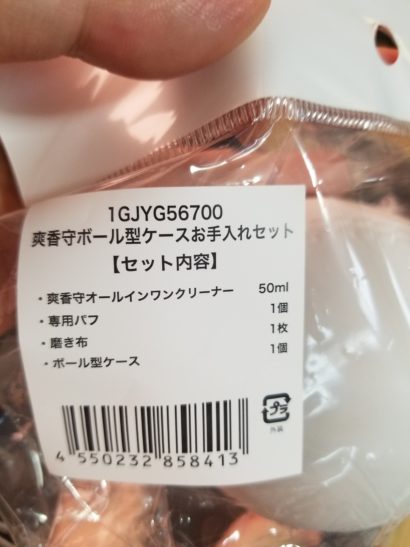 1GJYG56700
爽香守ボール型ケースお手入れセット
【セット内容】
・爽香守オールインワンクリーナー 50ml
・専用パフ 1個
・磨き布 1枚
・ボール型ケース 1個
プラ
外装
4 550232 858413